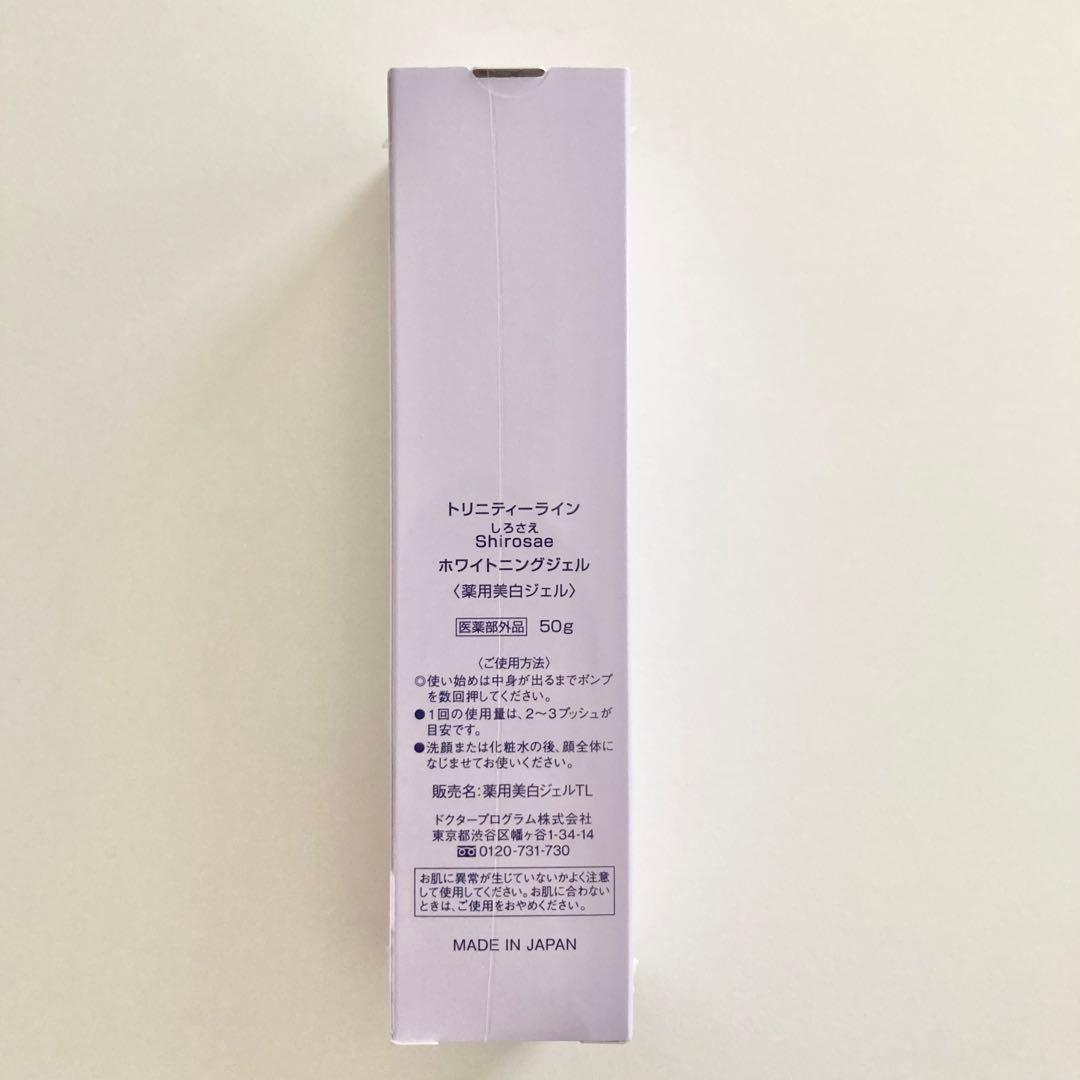 トリニティーライン
しろさえ
Shirosae
ホワイトニングジェル
〈薬用美白ジェル〉
医薬部外品 50g
〈ご使用方法〉
◎使い始めは中身が出るまでポンプ
を数回押してください。
●1回の使用量は、2〜3プッシュが
目安です。
●洗顔または化粧水の後、顔全体に
なじませてお使いください。
販売名：薬用美白ジェルTL
ドクタープログラム株式会社
東京都渋谷区幡ヶ谷1-34-14
0120-731-730
お肌に異常が生じていないかよく注意
して使用してください。お肌に合わない
ときは、ご使用をおやめください。
MADE IN JAPAN